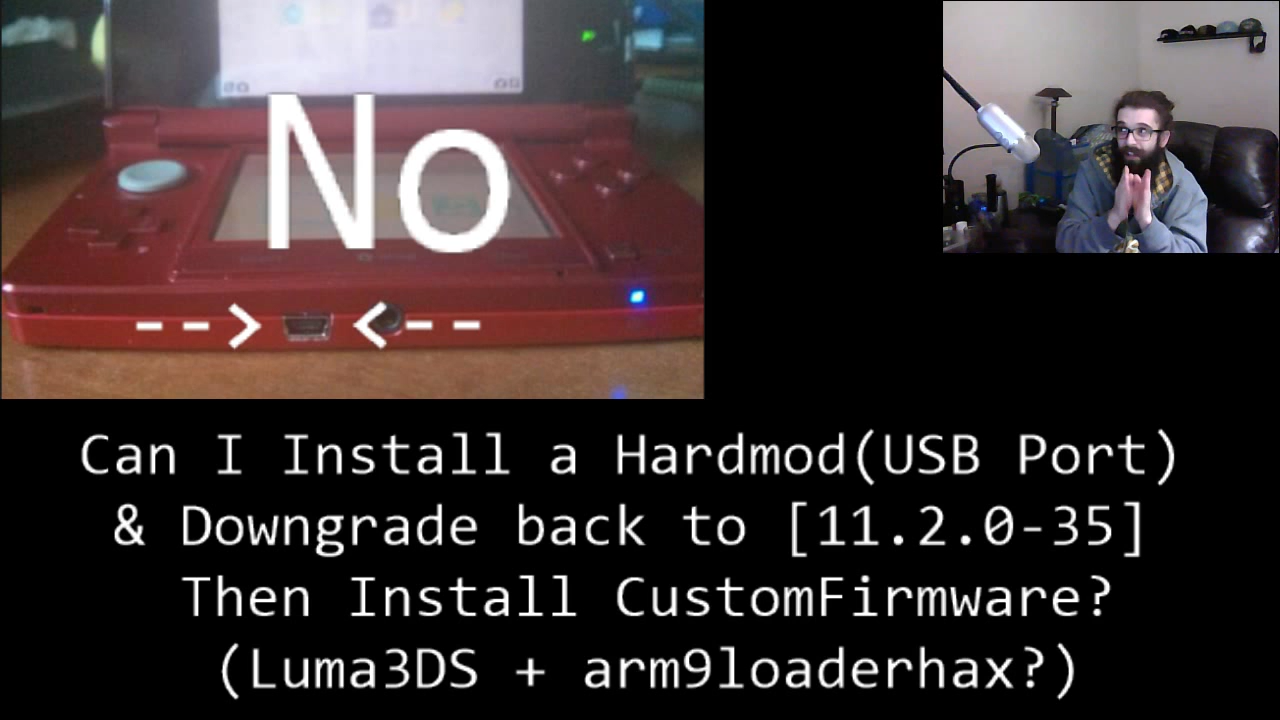 No
--> <--
Can I Install a Hardmod(USB Port)
& Downgrade back to [11.2.0-35]
Then Install CustomFirmware?
(Luma3DS + arm9loaderhax?)